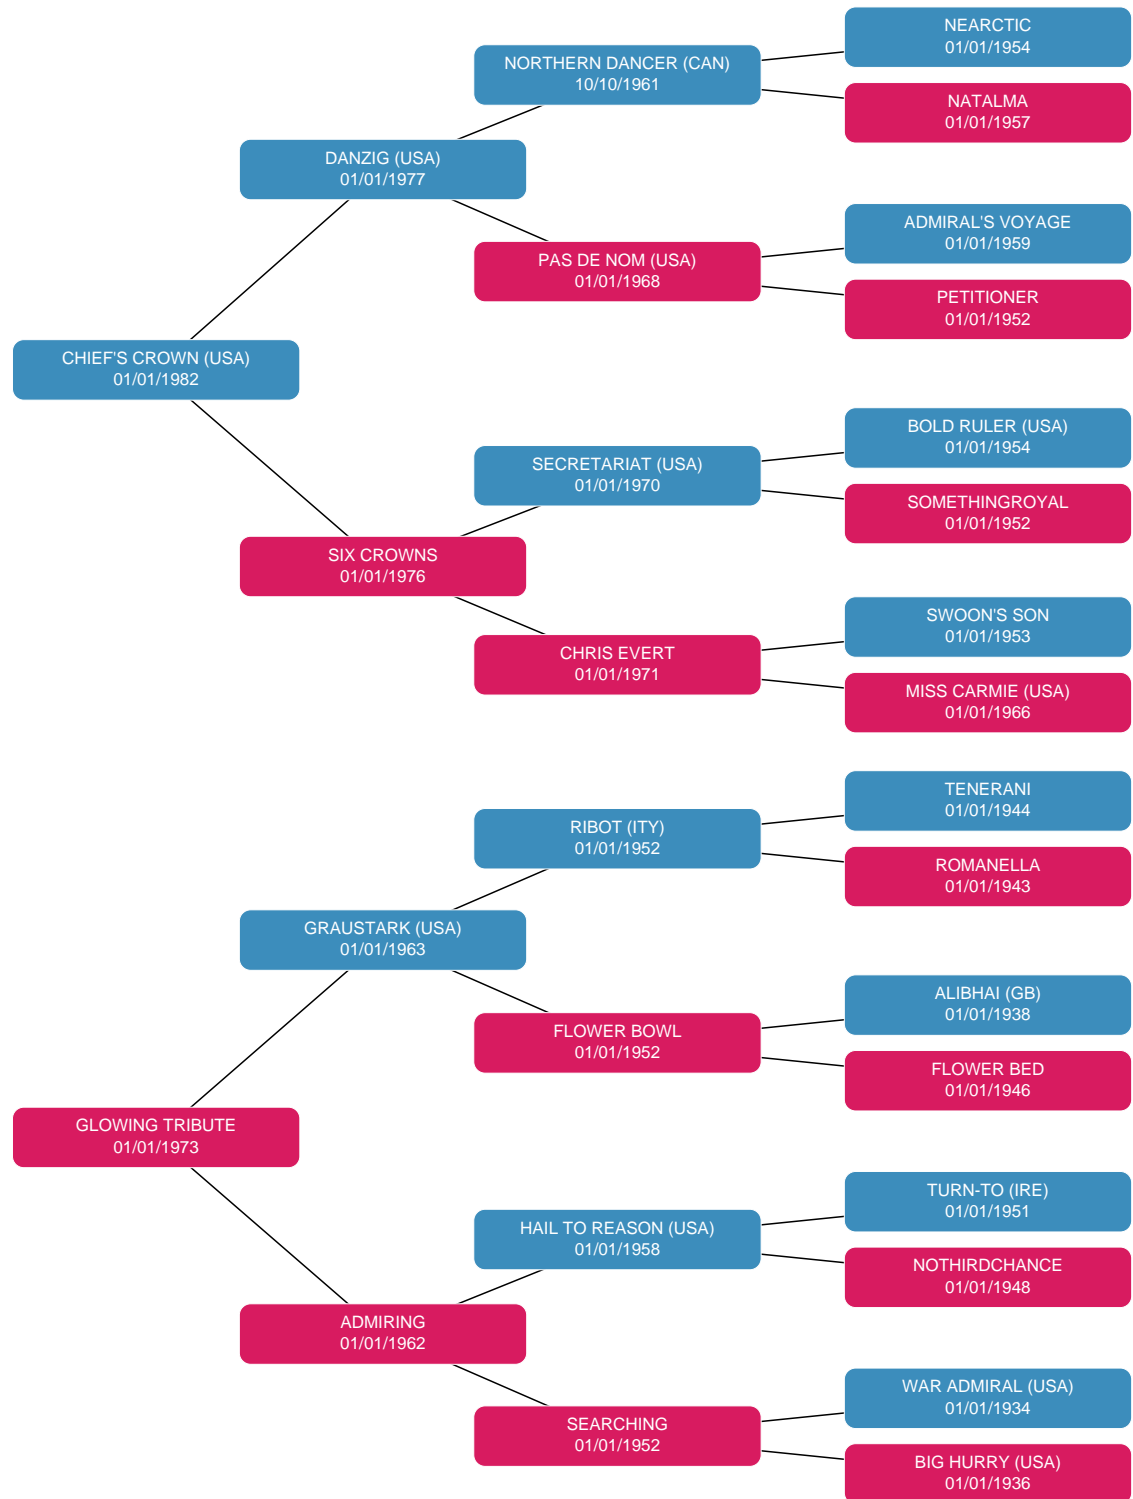 NEARCTIC
01/01/1954
NORTHERN DANCER (CAN)
10/10/1961
NATALMA
01/01/1957
DANZIG (USA)
01/01/1977
ADMIRAL'S VOYAGE
01/01/1959
PAS DE NOM (USA)
01/01/1968
PETITIONER
01/01/1952
CHIEF'S CROWN (USA)
01/01/1982
BOLD RULER (USA)
01/01/1954
SECRETARIAT (USA)
01/01/1970
SOMETHINGROYAL
01/01/1952
SIX CROWNS
01/01/1976
SWOON'S SON
01/01/1953
CHRIS EVERT
01/01/1971
MISS CARMIE (USA)
01/01/1966
TENERANI
01/01/1944
RIBOT (ITY)
01/01/1952
ROMANELLA
01/01/1943
GRAUSTARK (USA)
01/01/1963
ALIBHAI (GB)
01/01/1938
FLOWER BOWL
01/01/1952
FLOWER BED
01/01/1946
GLOWING TRIBUTE
01/01/1973
TURN-TO (IRE)
01/01/1951
HAIL TO REASON (USA)
01/01/1958
NOTHIRDCHANCE
01/01/1948
ADMIRING
01/01/1962
WAR ADMIRAL (USA)
01/01/1934
SEARCHING
01/01/1952
BIG HURRY (USA)
01/01/1936